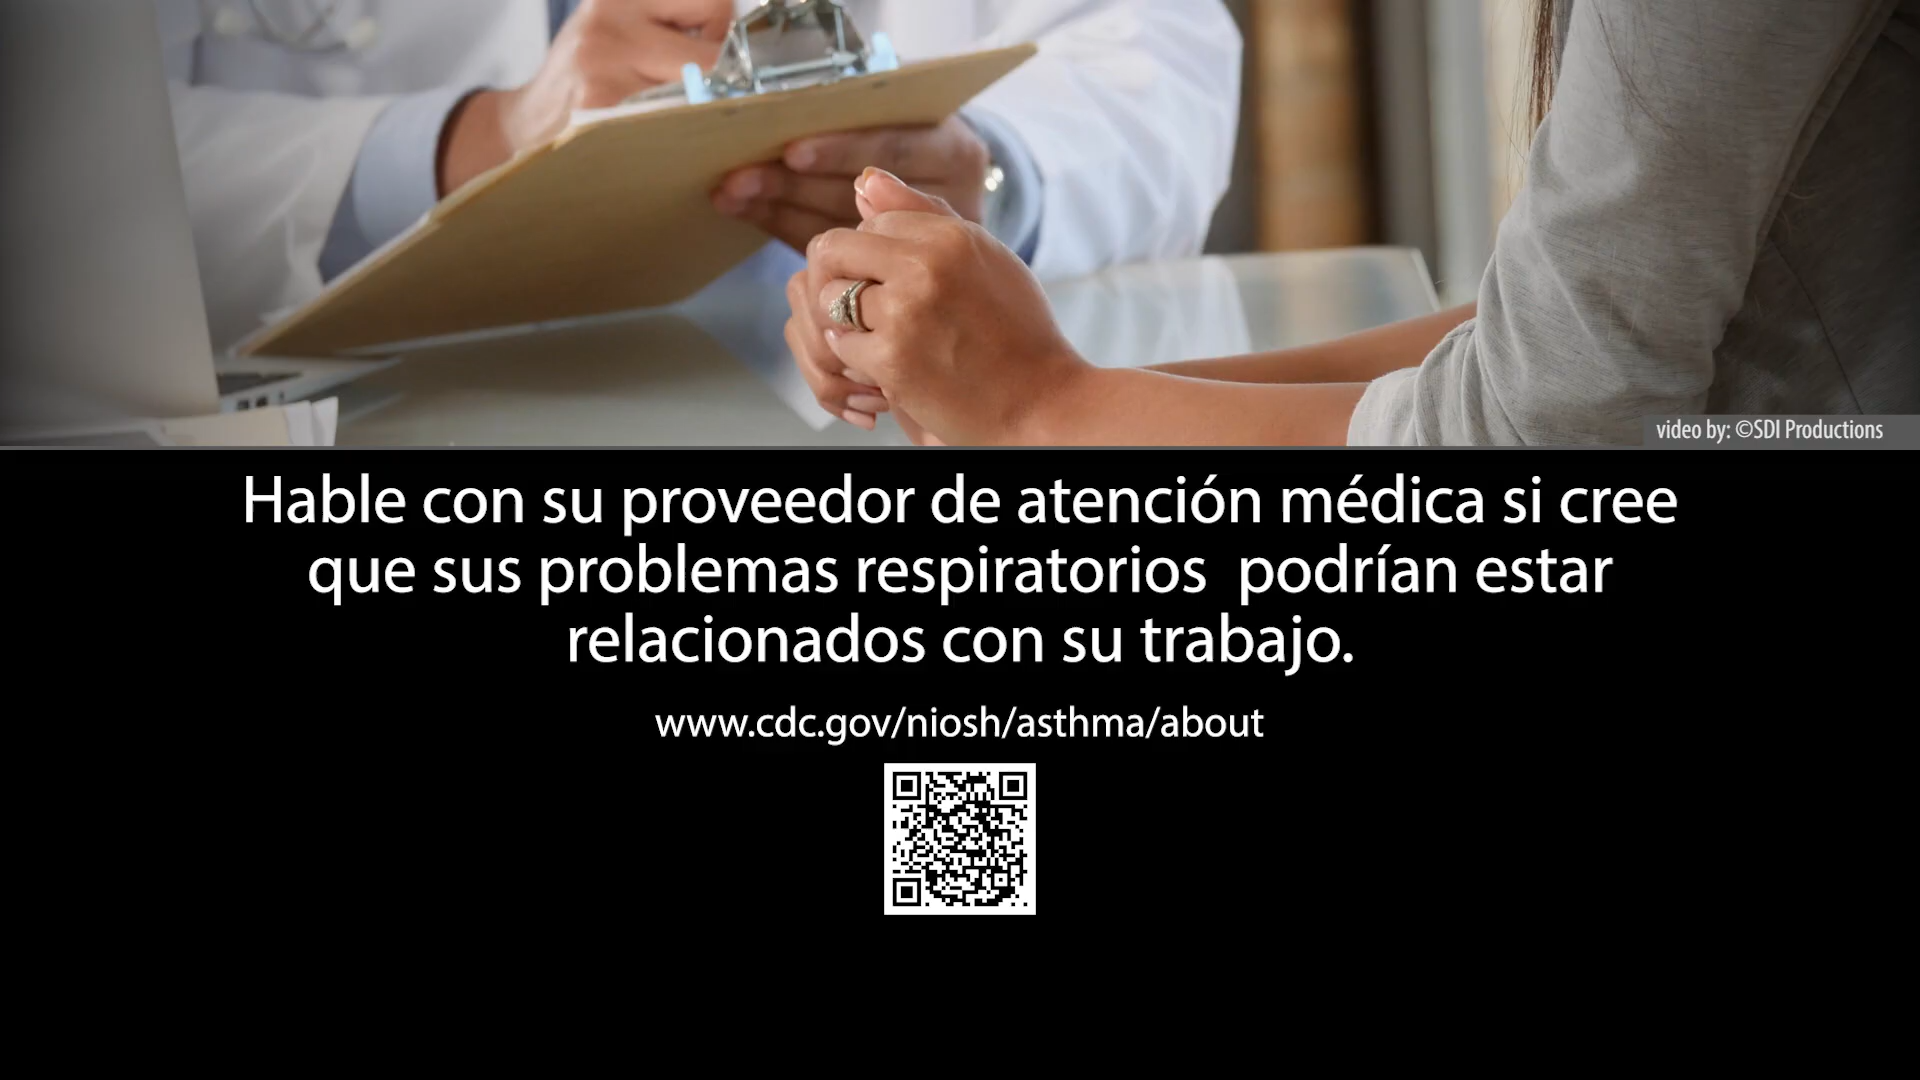 video by: ©SDI Productions
Hable con su proveedor de atención médica si cree
que sus problemas respiratorios  podrían estar
relacionados con su trabajo.
www.cdc.gov/niosh/asthma/about